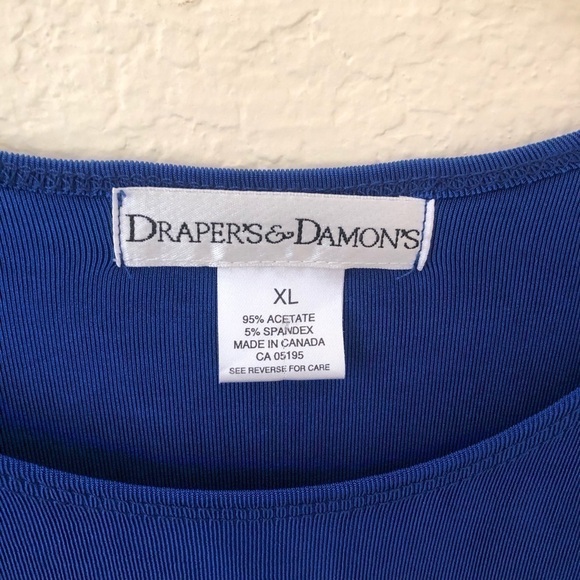 DRAPER'S & DAMON'S
XL
95% ACETATE
5% SPANDEX
MADE IN CANADA
CA 05195
SEE REVERSE FOR CARE